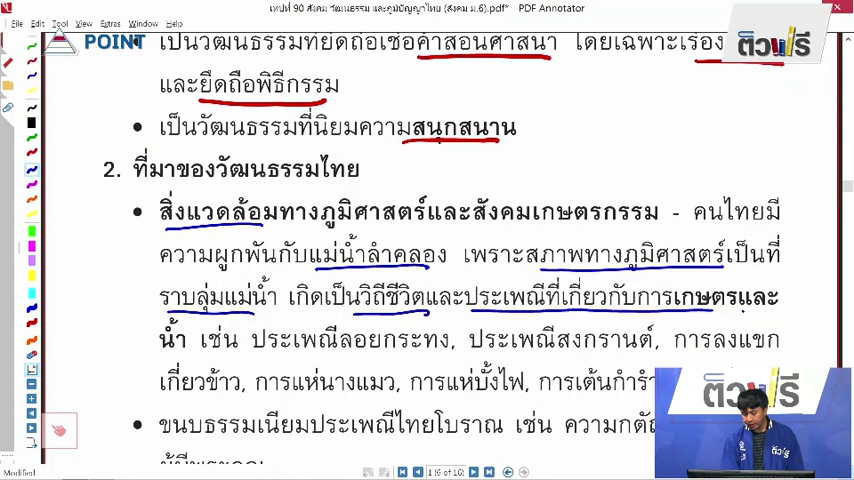 เทปที่ 90 สังคม วัฒนธรรม และภูมิปัญญาไทย (สังคม ม.6).pdf* - PDF Annotator
File Edit Tool View Extras Window Help
POINT
เป็นวัฒนธรรมที่ยึดถือเชื่อคำสอนศาสนา โดยเฉพาะเรื่อง
ติวฟรี
และยึดถือพิธีกรรม
• เป็นวัฒนธรรมที่นิยมความสนุกสนาน
2. ที่มาของวัฒนธรรมไทย
• สิ่งแวดล้อมทางภูมิศาสตร์และสังคมเกษตรกรรม - คนไทยมี
ความผูกพันกับแม่น้ำลำคลอง เพราะสภาพทางภูมิศาสตร์เป็นที่
ราบลุ่มแม่น้ำ เกิดเป็นวิถีชีวิตและประเพณีที่เกี่ยวกับการเกษตรและ
น้ำ เช่น ประเพณีลอยกระทง, ประเพณีสงกรานต์, การลงแขก
เกี่ยวข้าว, การแห่นางแมว, การแห่บั้งไฟ, การเต้นกำรำ
• ขนบธรรมเนียมประเพณีไทยโบราณ เช่น ความกตัญ
ติวฟรี
ติวฟรี
Modified
1 (6 of 16)